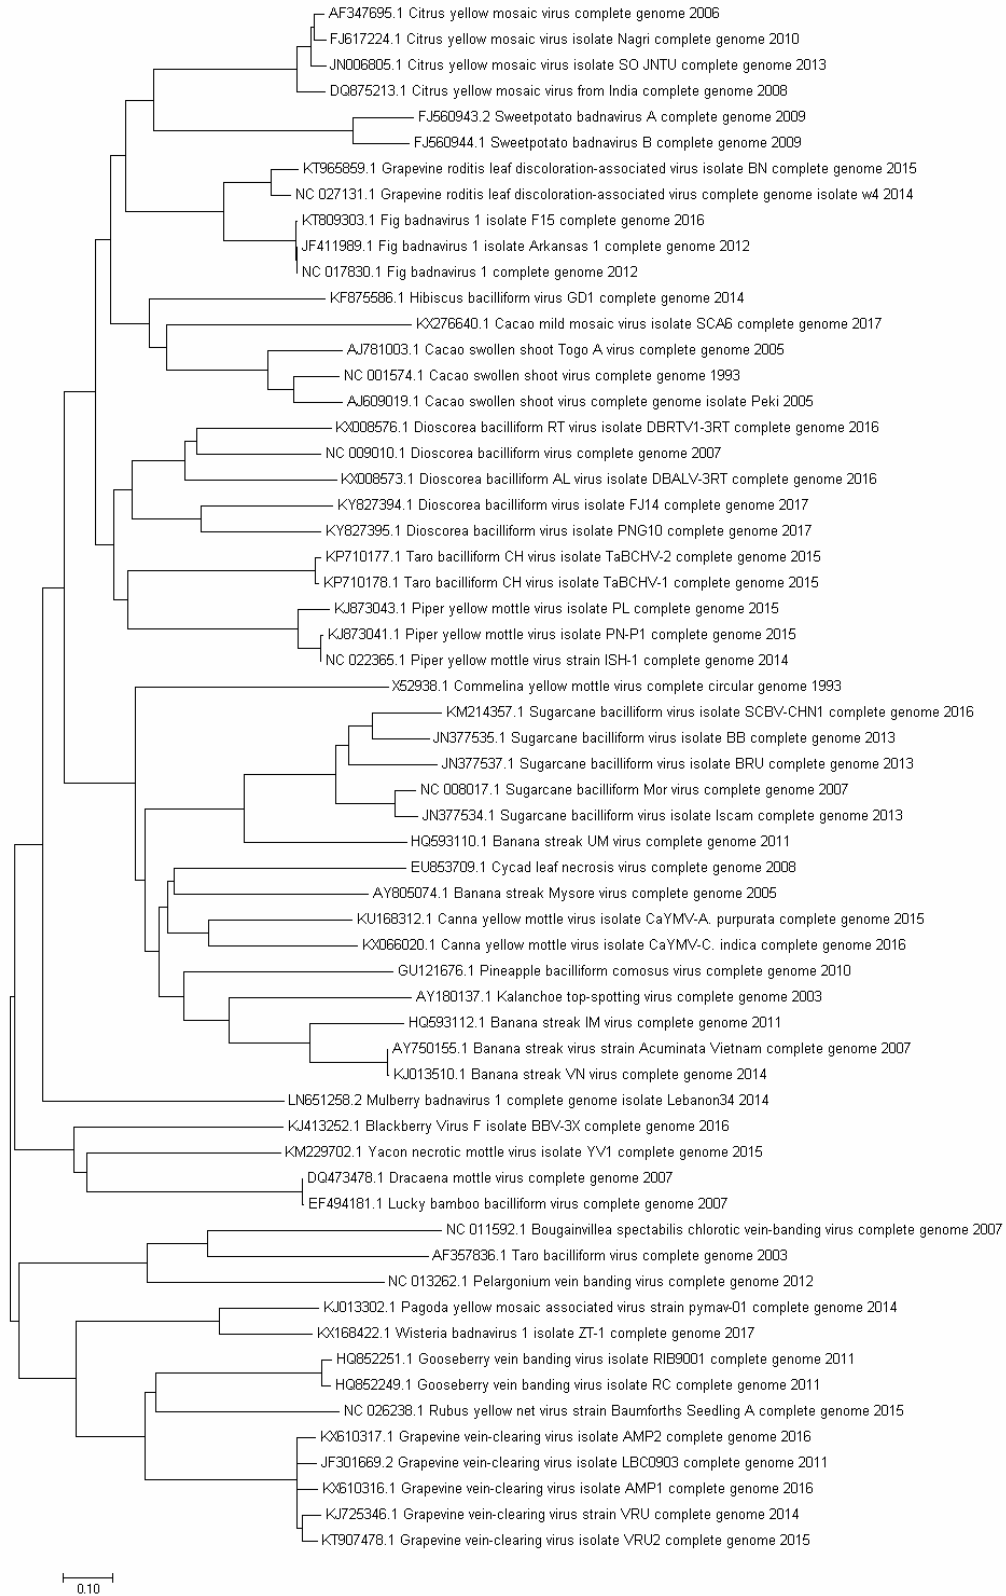 AF347695.1 Citrus yellow mosaic virus complete genome 2006
FJ617224.1 Citrus yellow mosaic virus isolate Nagri complete genome 2010
JN006805.1 Citrus yellow mosaic virus isolate SO JNTU complete genome 2013
DQ875213.1 Citrus yellow mosaic virus from India complete genome 2008
FJ560943.2 Sweetpotato badnavirus A complete genome 2009
FJ560944.1 Sweetpotato badnavirus B complete genome 2009
KT965859.1 Grapevine roditis leaf discoloration-associated virus isolate BN complete genome 2015
NC 027131.1 Grapevine roditis leaf discoloration-associated virus complete genome isolate w4 2014
KT809303.1 Fig badnavirus 1 isolate F15 complete genome 2016
JF411989.1 Fig badnavirus 1 isolate Arkansas 1 complete genome 2012
NC 017830.1 Fig badnavirus 1 complete genome 2012
KF875586.1 Hibiscus bacilliform virus GD1 complete genome 2014
KX276640.1 Cacao mild mosaic virus isolate SCA6 complete genome 2017
AJ781003.1 Cacao swollen shoot Togo A virus complete genome 2005
NC 001574.1 Cacao swollen shoot virus complete genome 1993
AJ609019.1 Cacao swollen shoot virus complete genome isolate Peki 2005
KX008576.1 Dioscorea bacilliform RT virus isolate DBRTV1-3RT complete genome 2016
NC 009010.1 Dioscorea bacilliform virus complete genome 2007
KX008573.1 Dioscorea bacilliform AL virus isolate DBALV-3RT complete genome 2016
KY827394.1 Dioscorea bacilliform virus isolate FJ14 complete genome 2017
KY827395.1 Dioscorea bacilliform virus isolate PNG10 complete genome 2017
KP710177.1 Taro bacilliform CH virus isolate TaBCHV-2 complete genome 2015
KP710178.1 Taro bacilliform CH virus isolate TaBCHV-1 complete genome 2015
KJ873043.1 Piper yellow mottle virus isolate PL complete genome 2015
KJ873041.1 Piper yellow mottle virus isolate PN-P1 complete genome 2015
NC 022365.1 Piper yellow mottle virus strain ISH-1 complete genome 2014
X52938.1 Commelina yellow mottle virus complete circular genome 1993
KM214357.1 Sugarcane bacilliform virus isolate SCBV-CHN1 complete genome 2016
JN377535.1 Sugarcane bacilliform virus isolate BB complete genome 2013
JN377537.1 Sugarcane bacilliform virus isolate BRU complete genome 2013
NC 008017.1 Sugarcane bacilliform Mor virus complete genome 2007
JN377534.1 Sugarcane bacilliform virus isolate Iscam complete genome 2013
HQ593110.1 Banana streak UM virus complete genome 2011
EU853709.1 Cycad leaf necrosis virus complete genome 2008
AY805074.1 Banana streak Mysore virus complete genome 2005
KU168312.1 Canna yellow mottle virus isolate CaYMV-A. purpurata complete genome 2015
KX066020.1 Canna yellow mottle virus isolate CaYMV-C. indica complete genome 2016
GU121676.1 Pineapple bacilliform comosus virus complete genome 2010
AY180137.1 Kalanchoe top-spotting virus complete genome 2003
HQ593112.1 Banana streak IM virus complete genome 2011
AY750155.1 Banana streak virus strain Acuminata Vietnam complete genome 2007
KJ013510.1 Banana streak VN virus complete genome 2014
LN651258.2 Mulberry badnavirus 1 complete genome isolate Lebanon34 2014
KJ413252.1 Blackberry Virus F isolate BBV-3X complete genome 2016
KM229702.1 Yacon necrotic mottle virus isolate YV1 complete genome 2015
DQ473478.1 Dracaena mottle virus complete genome 2007
EF494181.1 Lucky bamboo bacilliform virus complete genome 2007
NC 011592.1 Bougainvillea spectabilis chlorotic vein-banding virus complete genome 2007
AF357836.1 Taro bacilliform virus complete genome 2003
NC 013262.1 Pelargonium vein banding virus complete genome 2012
KJ013302.1 Pagoda yellow mosaic associated virus strain pymav-01 complete genome 2014
KX168422.1 Wisteria badnavirus 1 isolate ZT-1 complete genome 2017
HQ852251.1 Gooseberry vein banding virus isolate RIB9001 complete genome 2011
HQ852249.1 Gooseberry vein banding virus isolate RC complete genome 2011
NC 026238.1 Rubus yellow net virus strain Baumforths Seedling A complete genome 2015
KX610317.1 Grapevine vein-clearing virus isolate AMP2 complete genome 2016
JF301669.2 Grapevine vein-clearing virus isolate LBC0903 complete genome 2011
KX610316.1 Grapevine vein-clearing virus isolate AMP1 complete genome 2016
KJ725346.1 Grapevine vein-clearing virus strain VRU complete genome 2014
KT907478.1 Grapevine vein-clearing virus isolate VRU2 complete genome 2015
0.10